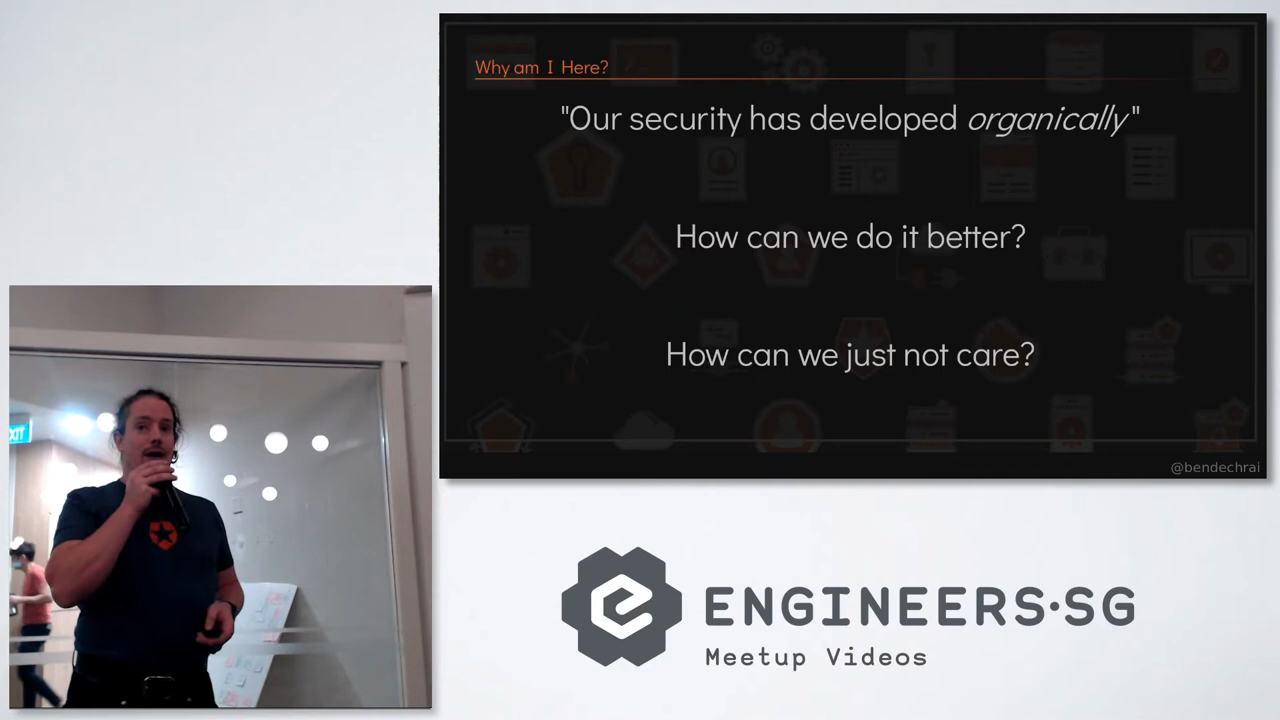 Why am I Here?
"Our security has developed organically"
How can we do it better?
How can we just not care?
@bendechrai
ENGINEERS·SG
Meetup Videos